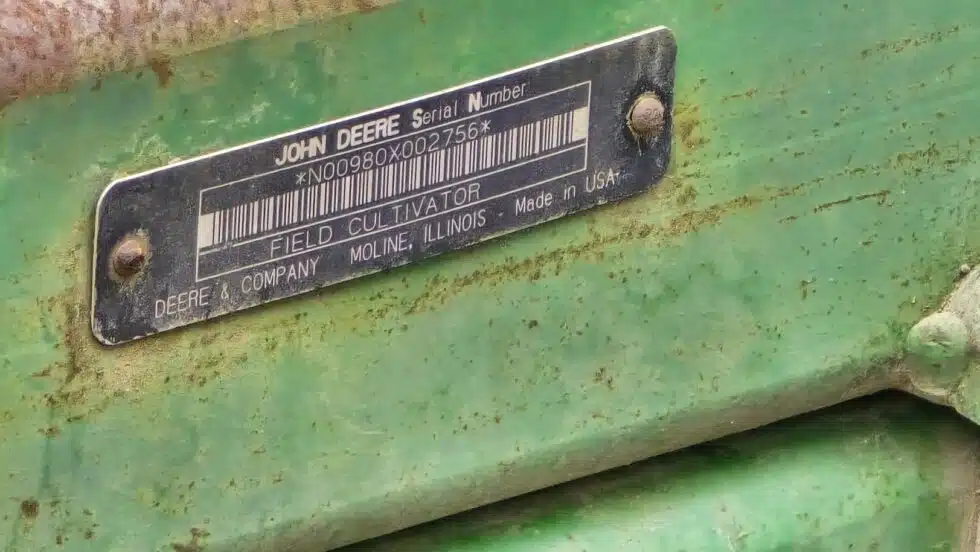 JOHN DEERE Serial Number
*N00980X002756*
FIELD CULTIVATOR
DEERE & COMPANY MOLINE, ILLINOIS - Made in USA-